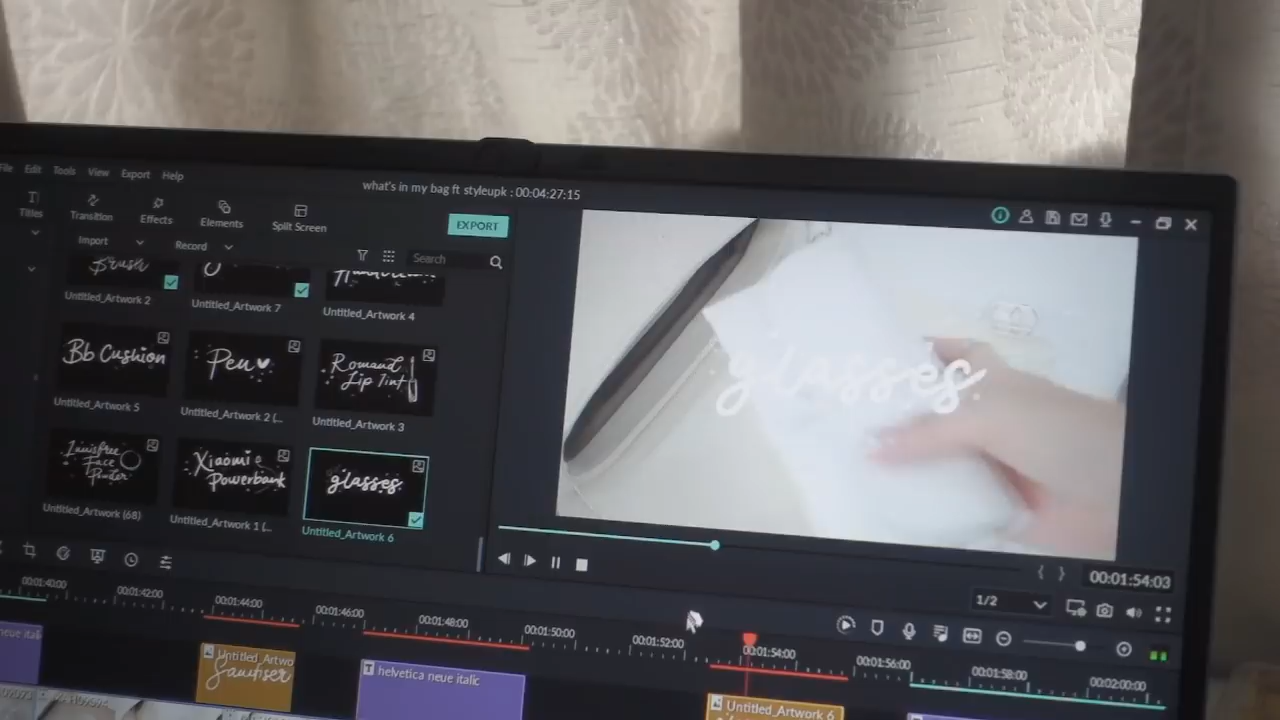 File Edit Tools View Export Help
what's in my bag ft styleupk : 00:04:27:15
Titles Transition Effects Elements Split Screen
EXPORT
Import Record
Search
Brush
Untitled_Artwork 2 Untitled_Artwork 7 Untitled_Artwork 4
Bb Cushion Pen Romand Lip Tint
Untitled_Artwork 5 Untitled_Artwork 2 (... Untitled_Artwork 3
Innisfree Face Powder Xiaomi Powerbank glasses.
Untitled_Artwork (68) Untitled_Artwork 1 (... Untitled_Artwork 6
glasses.
00:01:54:03
1/2
00:01:40:00 00:01:42:00 00:01:44:00 00:01:46:00 00:01:48:00 00:01:50:00 00:01:52:00 00:01:54:00 00:01:56:00 00:01:58:00 00:02:00:00
neue itali Untitled_Artwo T helvetica neue italic Untitled_Artwork 6
Sanitiser